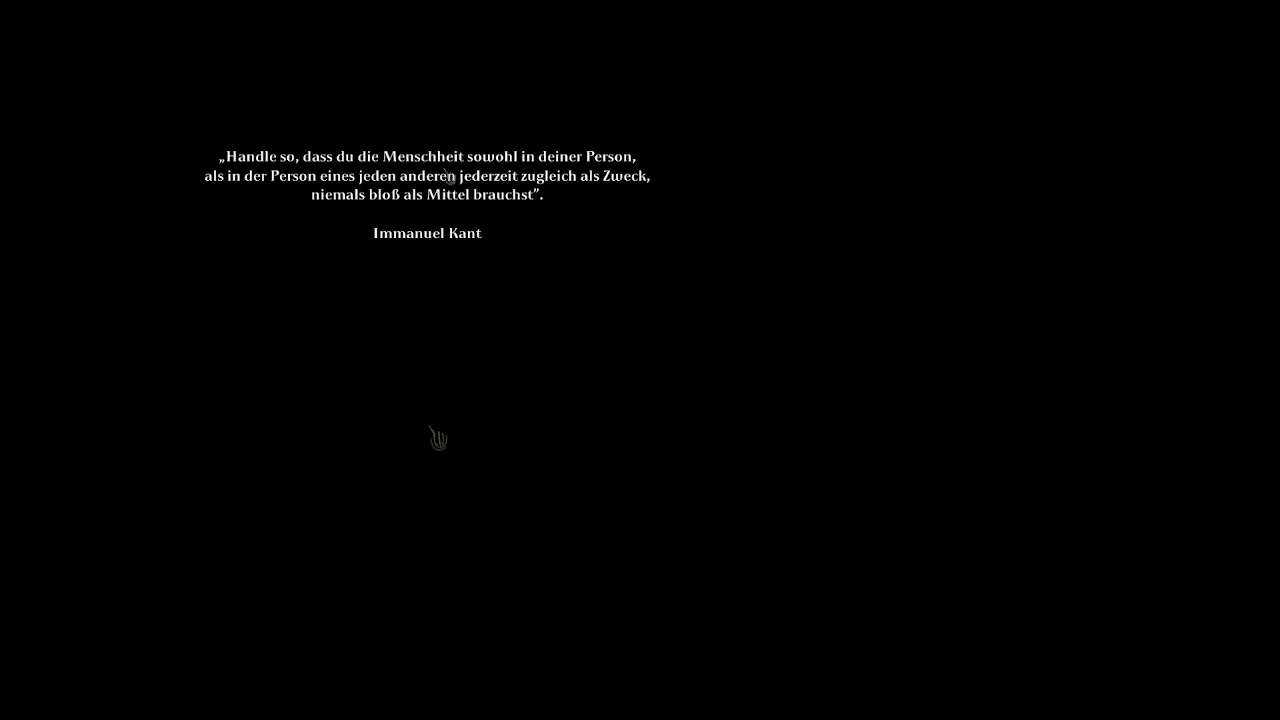 „Handle so, dass du die Menschheit sowohl in deiner Person,
als in der Person eines jeden anderen jederzeit zugleich als Zweck,
niemals bloß als Mittel brauchst”.
Immanuel Kant